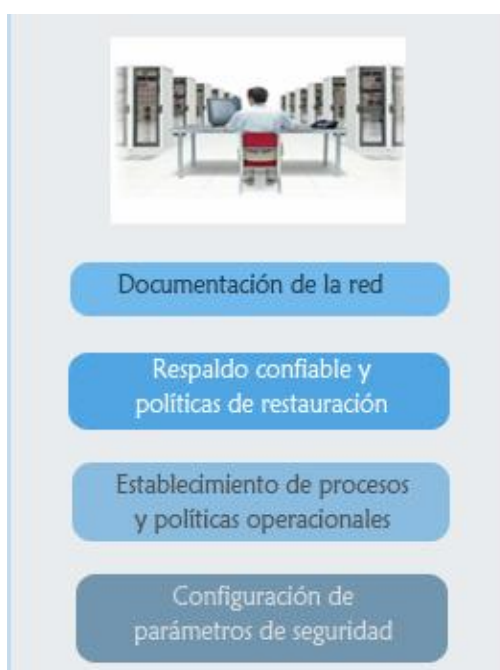 Documentación de la red
Respaldo confiable y
políticas de restauración
Establecimiento de procesos
y políticas operacionales
Configuración de
parámetros de seguridad